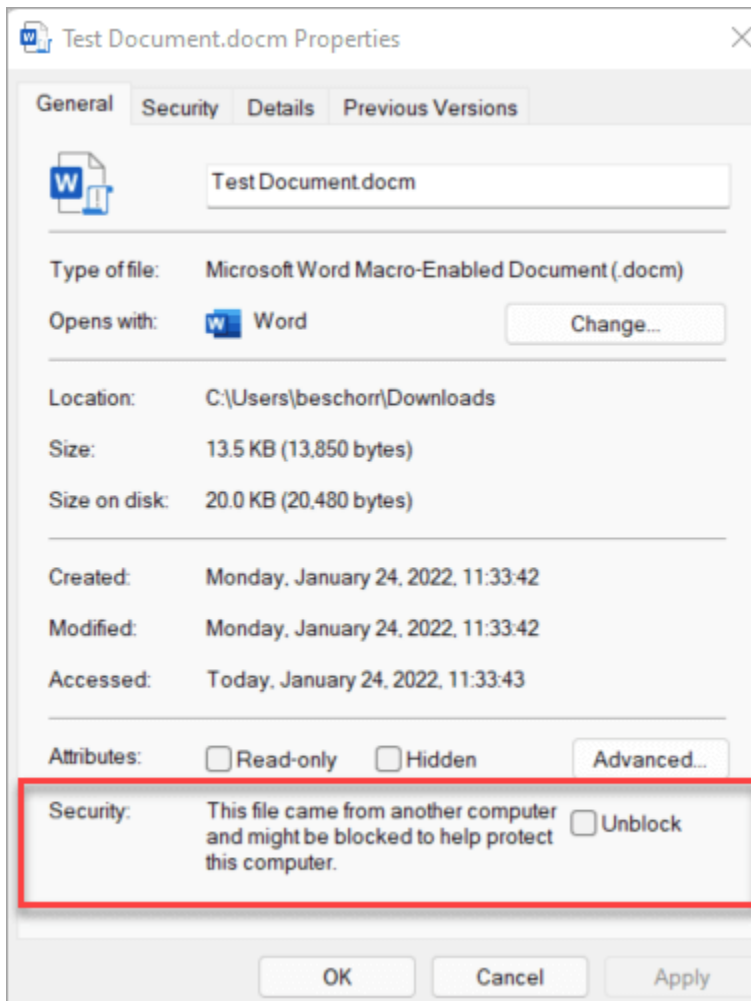 Test Document.docm Properties
General Security Details Previous Versions
Test Document.docm
Type of file: Microsoft Word Macro-Enabled Document (.docm)
Opens with: Word Change...
Location: C:\Users\beschorr\Downloads
Size: 13.5 KB (13,850 bytes)
Size on disk: 20.0 KB (20,480 bytes)
Created: Monday, January 24, 2022, 11:33:42
Modified: Monday, January 24, 2022, 11:33:42
Accessed: Today, January 24, 2022, 11:33:43
Attributes: Read-only Hidden Advanced...
Security: This file came from another computer
and might be blocked to help protect
this computer.
Unblock
OK Cancel Apply